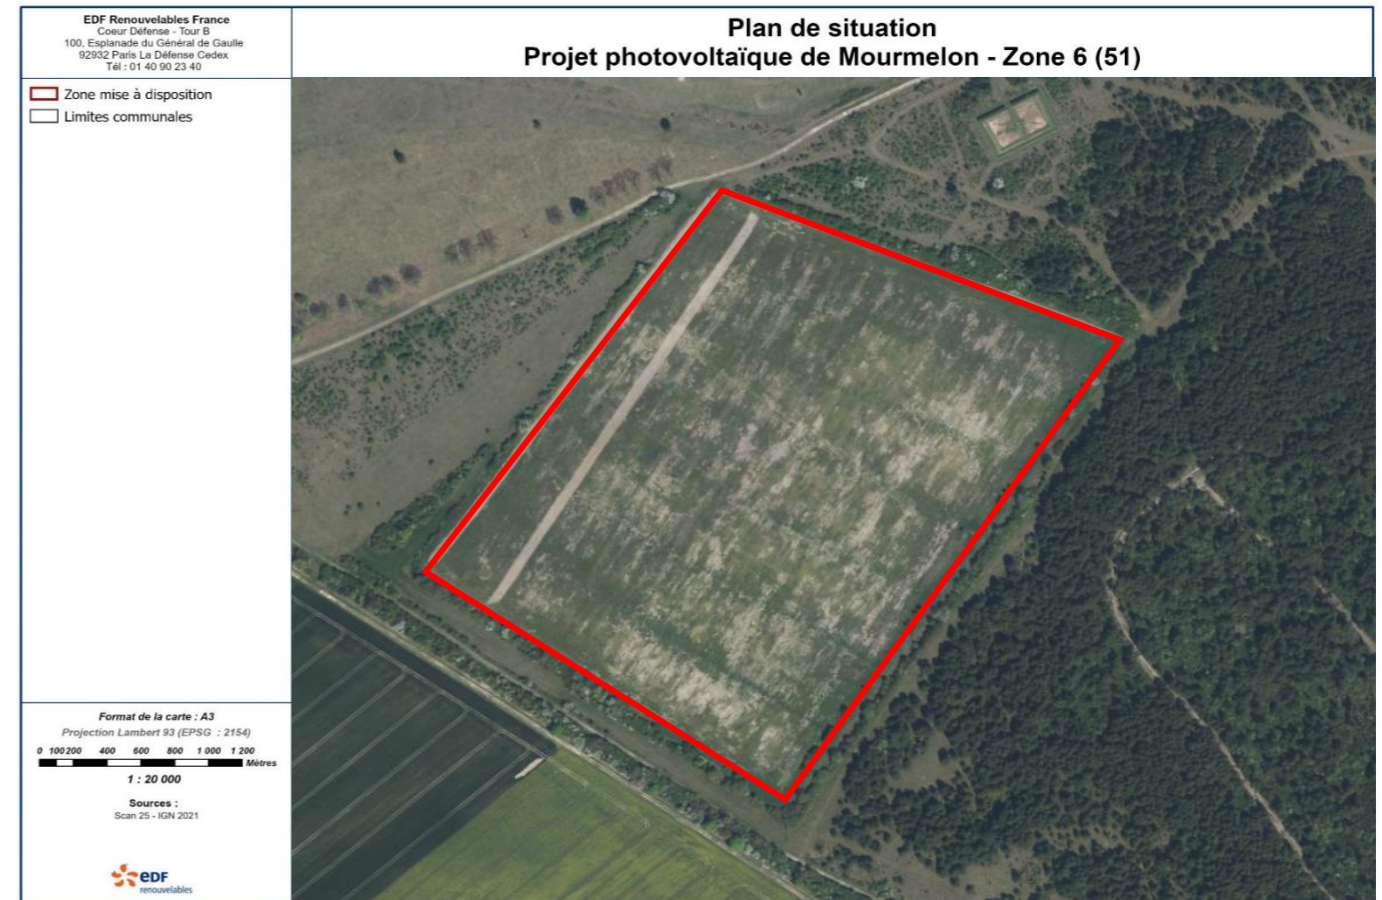 EDF Renouvelables France
Coeur Défense - Tour B
100, Esplanade du Général de Gaulle
92932 Paris La Défense Cedex
Tél : 01 40 90 23 40
Plan de situation
Projet photovoltaïque de Mourmelon - Zone 6 (51)
Zone mise à disposition
Limites communales
Format de la carte : A3
Projection Lambert 93 (EPSG : 2154)
0 100 200 400 600 800 1 000 1 200
Mètres
1 : 20 000
Sources :
Scan 25 - IGN 2021
eDF
renouvelables